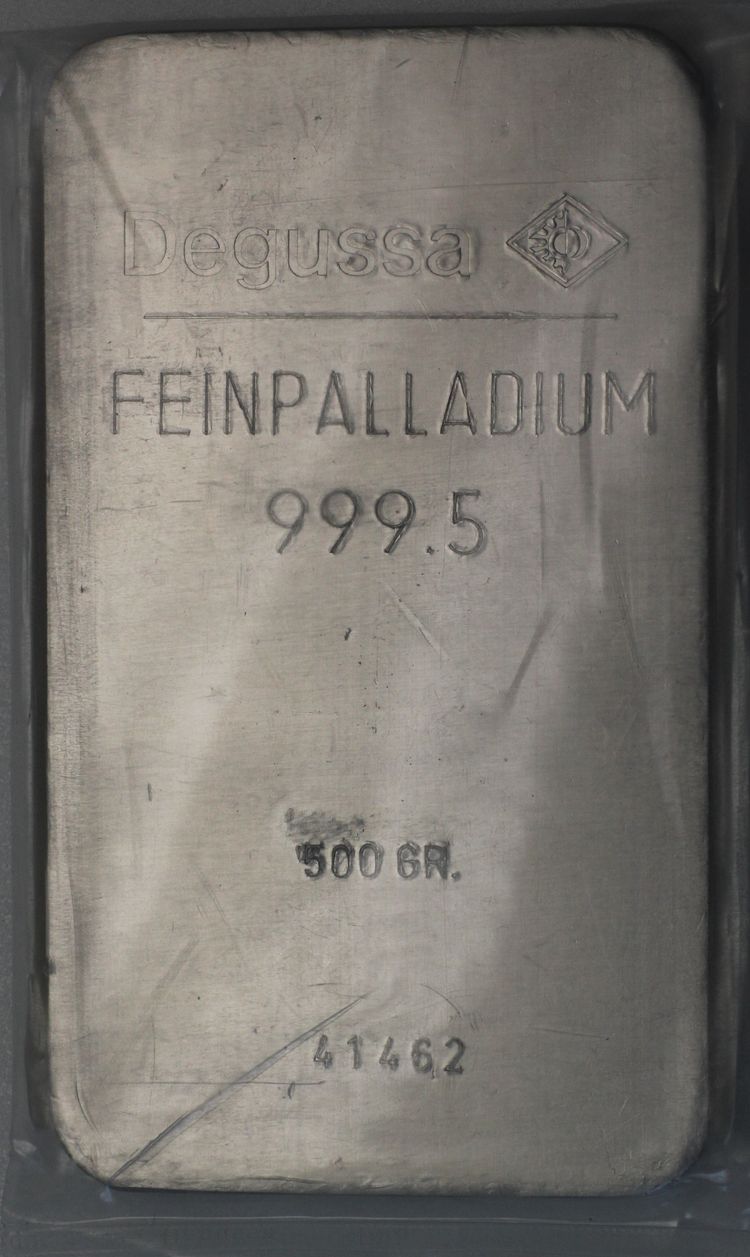 Degussa
FEINPALLADIUM
999.5
500 GR.
41462